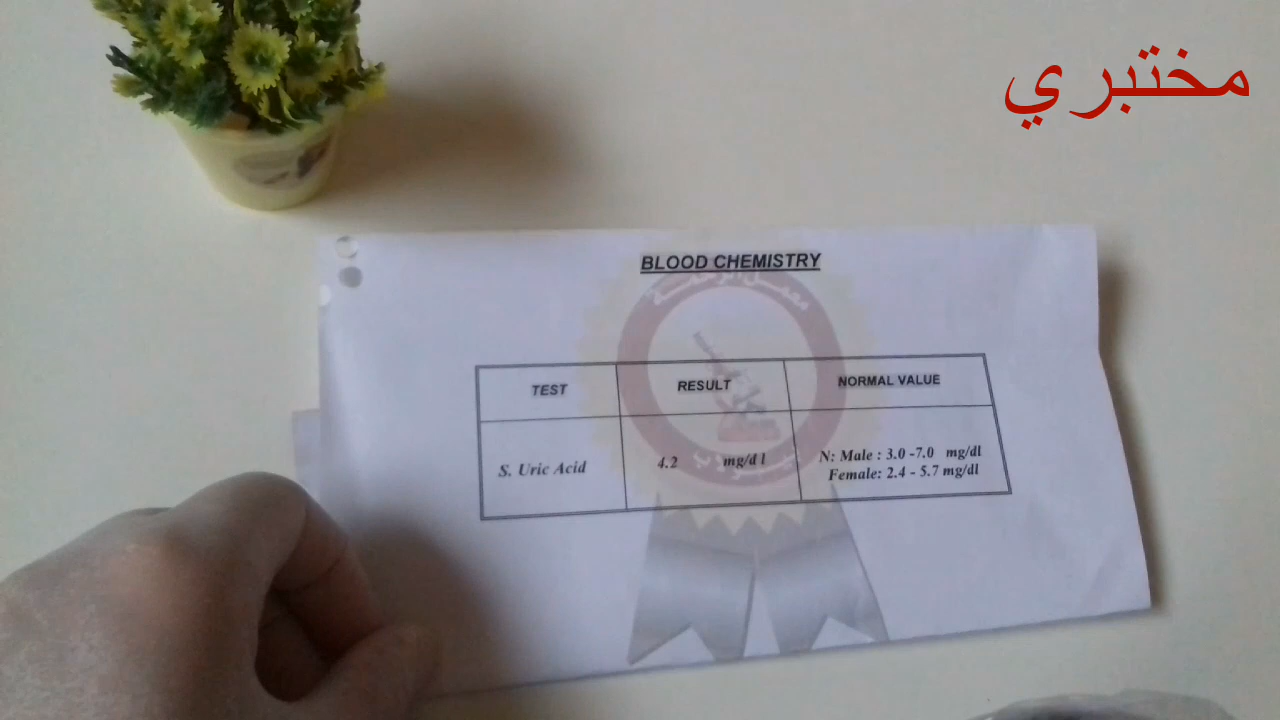 مختبري
BLOOD CHEMISTRY
TEST RESULT NORMAL VALUE
S. Uric Acid 4.2 mg/d l N: Male : 3.0 -7.0 mg/dl
Female: 2.4 - 5.7 mg/dl